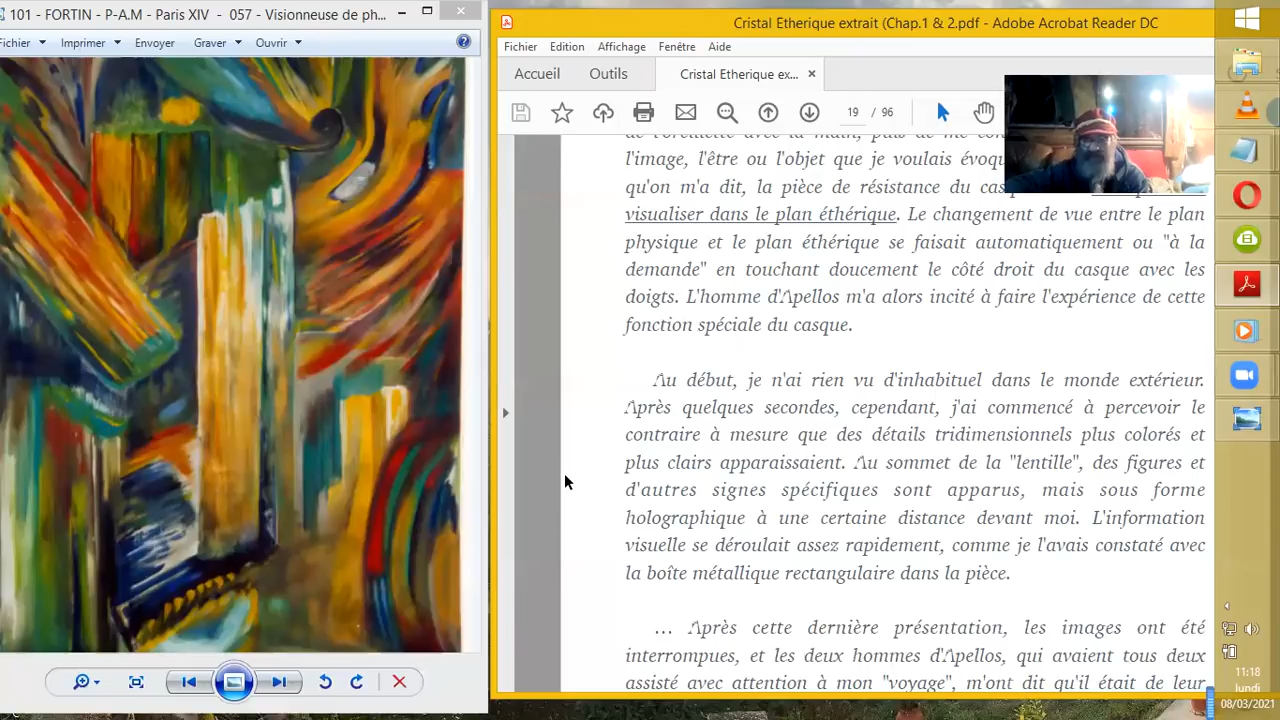 101 - FORTIN - P-A-M - Paris XIV - 057 - Visionneuse de ph...
Fichier Imprimer Envoyer Graver Ouvrir
Cristal Etherique extrait (Chap.1 & 2.pdf - Adobe Acrobat Reader DC
Fichier Edition Affichage Fenêtre Aide
Accueil Outils Cristal Etherique ex... ×
19 / 96
de l'oreillette avec la main, puis de me
l'image, l'être ou l'objet que je voulais
qu'on m'a dit, la pièce de résistance du
visualiser dans le plan éthérique. Le changement de vue entre le plan
physique et le plan éthérique se faisait automatiquement ou "à la
demande" en touchant doucement le côté droit du casque avec les
doigts. L'homme d'Apellos m'a alors incité à faire l'expérience de cette
fonction spéciale du casque.
Au début, je n'ai rien vu d'inhabituel dans le monde extérieur.
Après quelques secondes, cependant, j'ai commencé à percevoir le
contraire à mesure que des détails tridimensionnels plus colorés et
plus clairs apparaissaient. Au sommet de la "lentille", des figures et
d'autres signes spécifiques sont apparus, mais sous forme
holographique à une certaine distance devant moi. L'information
visuelle se déroulait assez rapidement, comme je l'avais constaté avec
la boîte métallique rectangulaire dans la pièce.
... Après cette dernière présentation, les images ont été
interrompues, et les deux hommes d'Apellos, qui avaient tous deux
assisté avec attention à mon "voyage", m'ont dit qu'il était de leur
11:18
lundi
08/03/2021